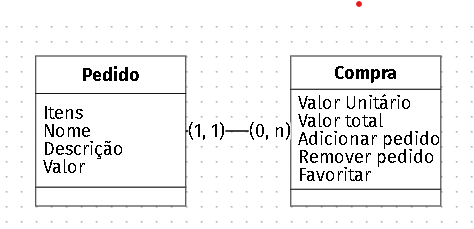 Pedido
Itens
Nome
Descrição
Valor
(1, 1)
(0, n)
Compra
Valor Unitário
Valor total
Adicionar pedido
Remover pedido
Favoritar